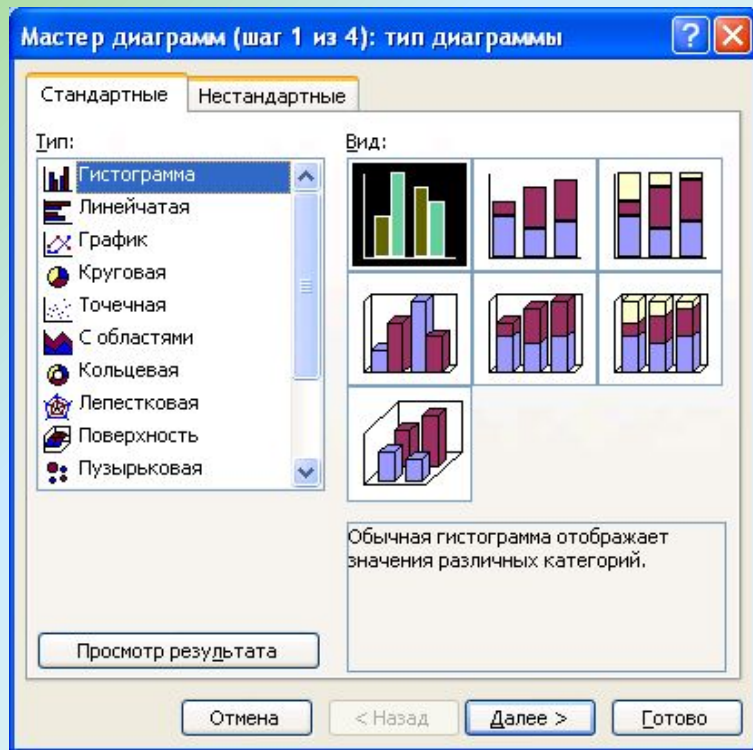 Мастер диаграмм (шаг 1 из 4): тип диаграммы
Стандартные
Нестандартные
Тип:
Гистограмма
Линейчатая
График
Круговая
Точечная
С областями
Кольцевая
Лепестковая
Поверхность
Пузырьковая
Вид:
Обычная гистограмма отображает
значения различных категорий.
Просмотр результата
Отмена
< Назад
Далее >
Готово